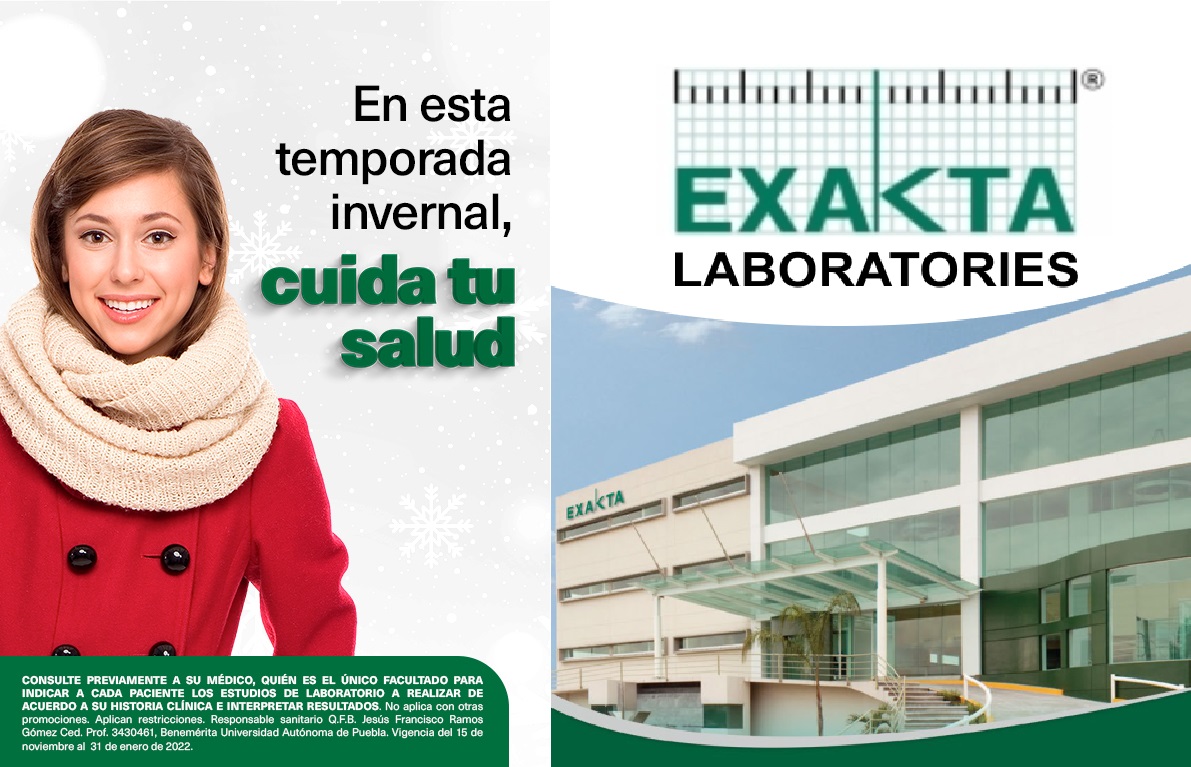 En esta
temporada
invernal,
cuida tu
salud
CONSULTE PREVIAMENTE A SU MÉDICO, QUIÉN ES EL ÚNICO FACULTADO PARA
INDICAR A CADA PACIENTE LOS ESTUDIOS DE LABORATORIO A REALIZAR DE
ACUERDO A SU HISTORIA CLÍNICA E INTERPRETAR RESULTADOS. No aplica con otras
promociones. Aplican restricciones. Responsable sanitario Q.F.B. Jesús Francisco Ramos
Gómez Ced. Prof. 3430461, Benemérita Universidad Autónoma de Puebla. Vigencia del 15 de
noviembre al 31 de enero de 2022.
®
EXAKTA
LABORATORIES
EXAKTA